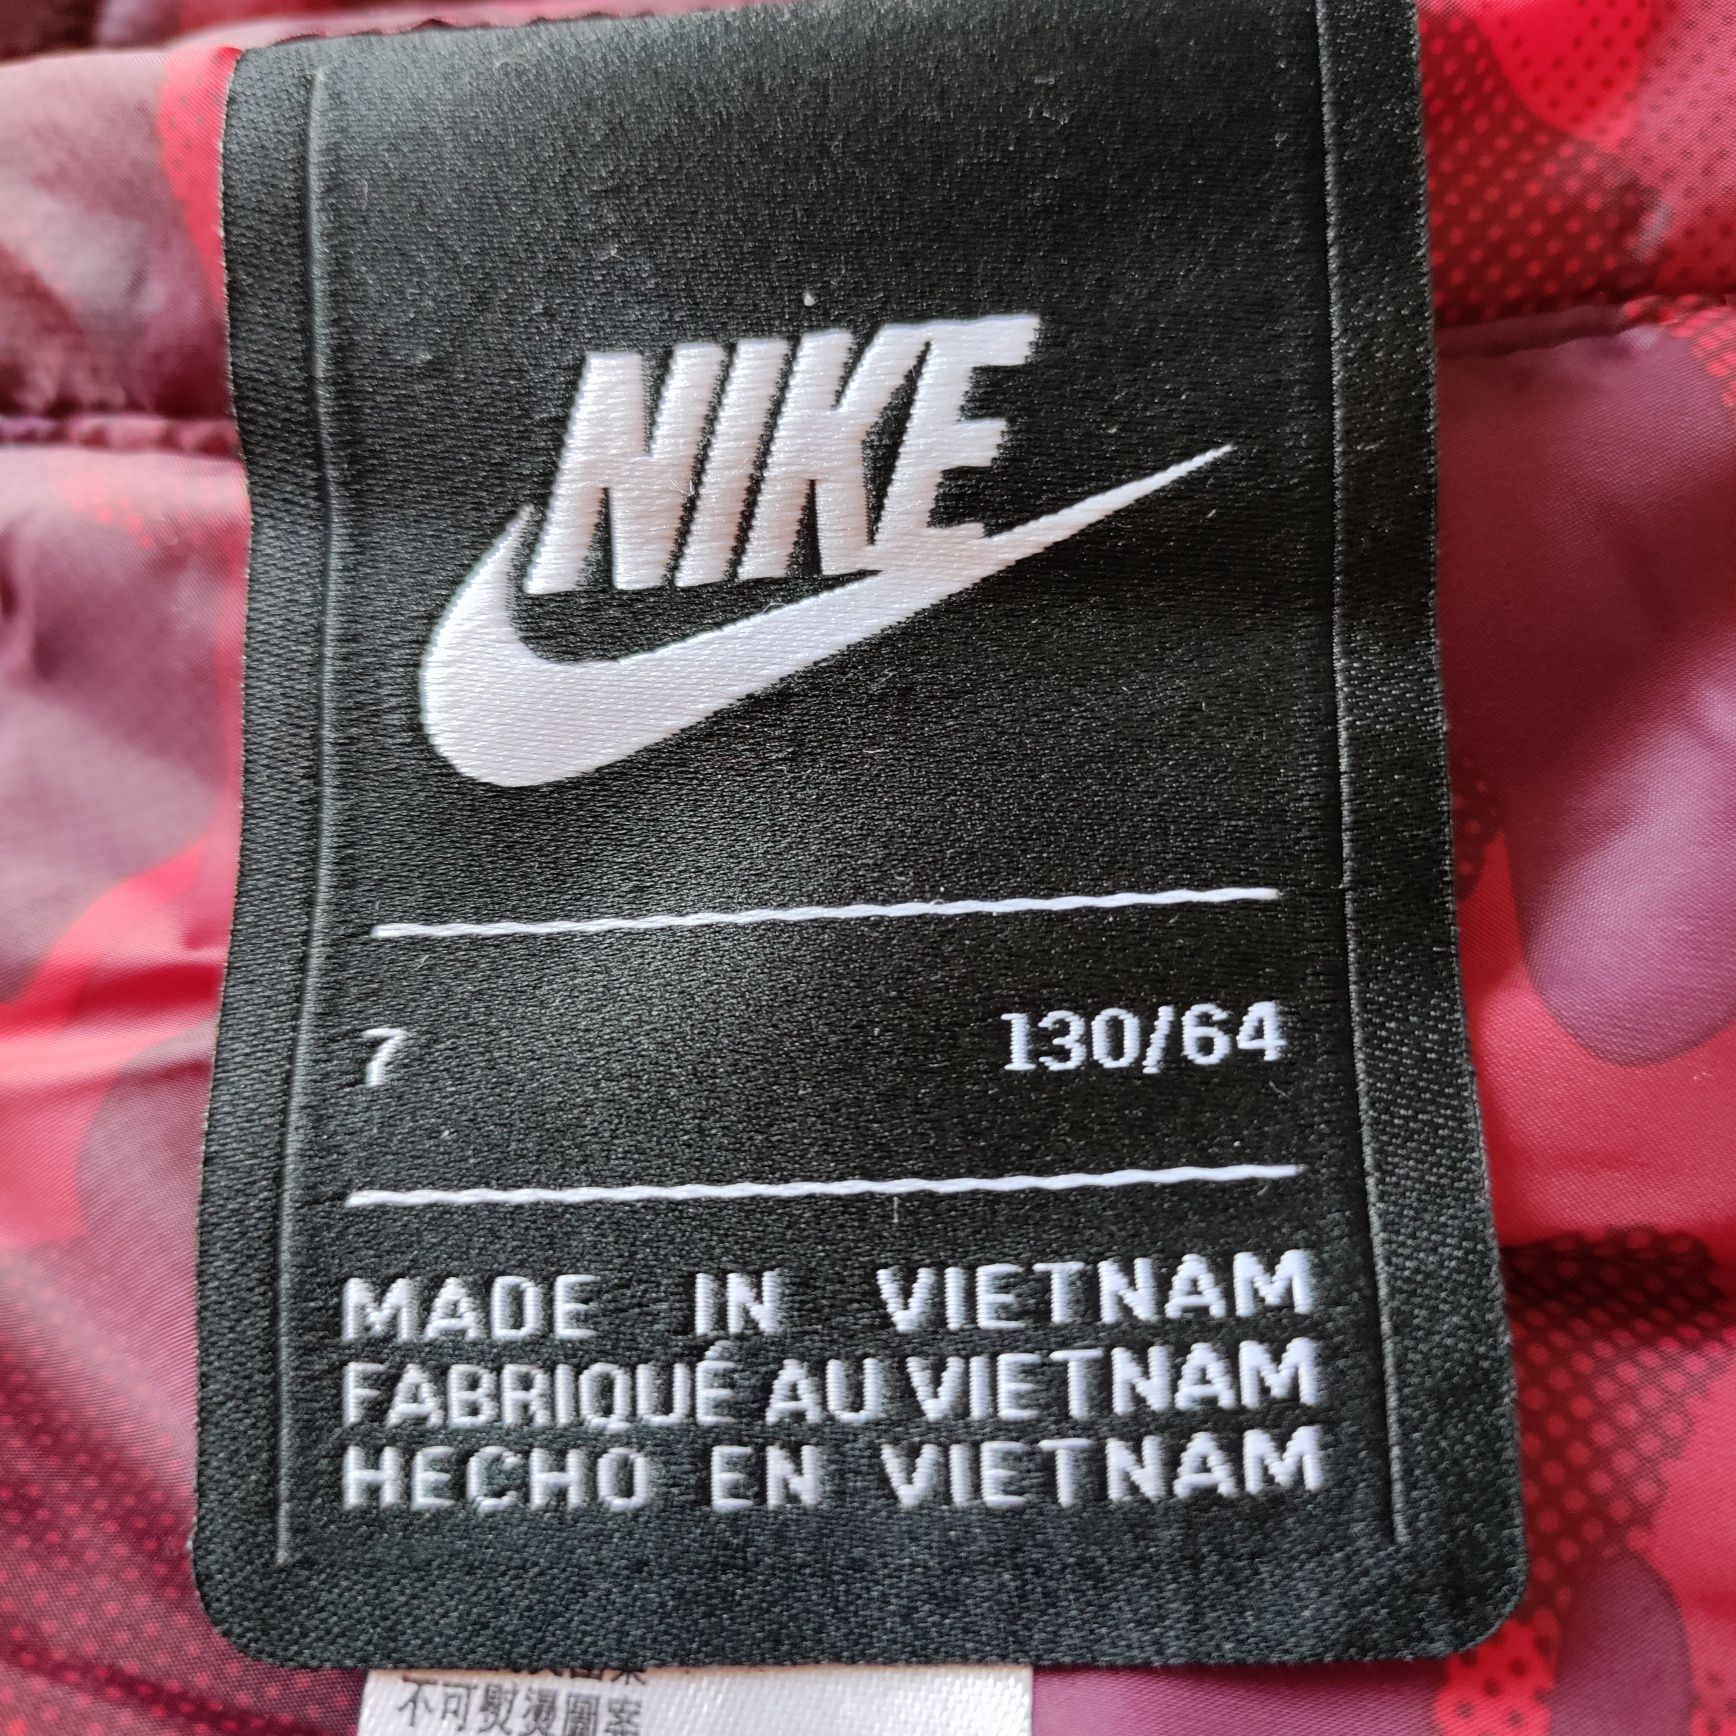 NIKE
7 130/64
MADE IN VIETNAM
FABRIQUÉ AU VIETNAM
HECHO EN VIETNAM
不可熨燙圖案